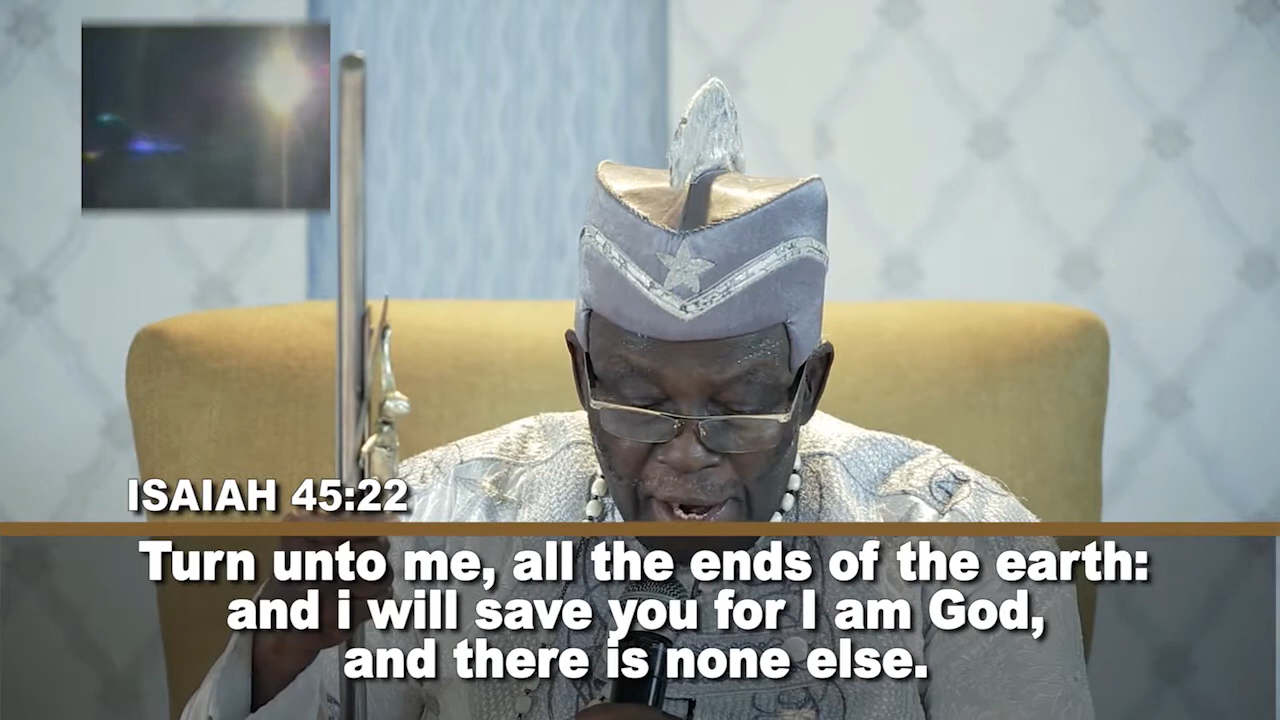 ISAIAH 45:22
Turn unto me, all the ends of the earth:
and i will save you for I am God,
and there is none else.